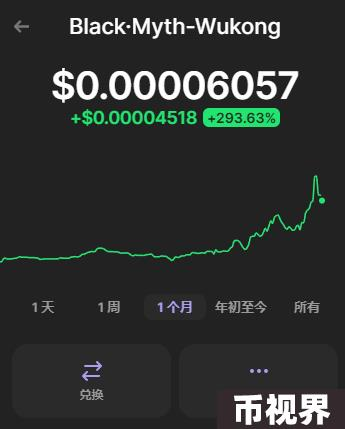 Black·Myth-Wukong
$0.00006057
+$0.00004518 +293.63%
1天 1周 1个月 年初至今 所有
兑换
币视界